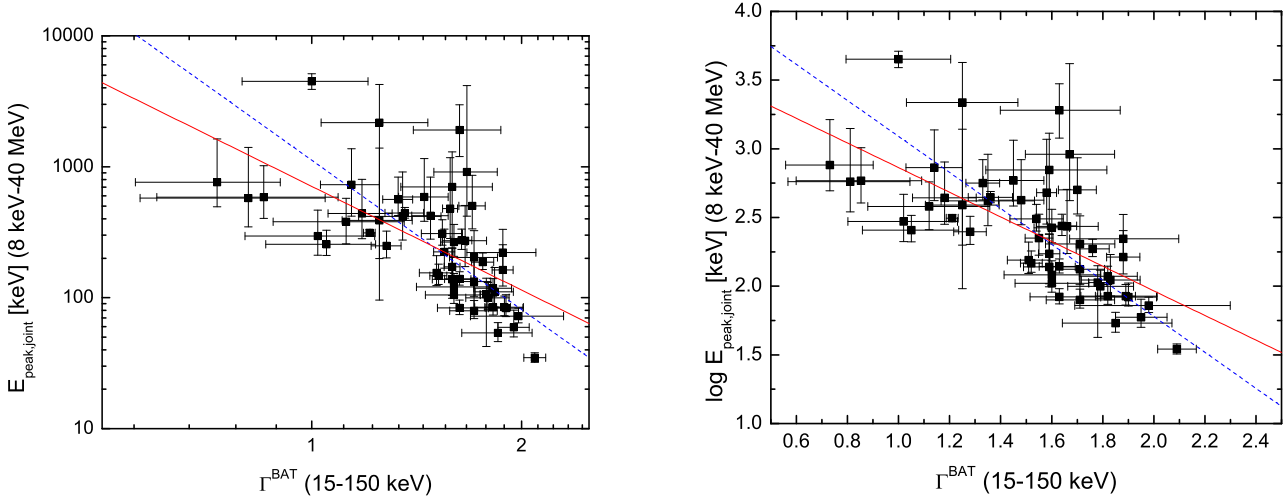 10000
1000
100
10
1
2
E_peak,joint [keV] (8 keV-40 MeV)
Γ^BAT (15-150 keV)
4.0
3.5
3.0
2.5
2.0
1.5
1.0
0.6 0.8 1.0 1.2 1.4 1.6 1.8 2.0 2.2 2.4
log E_peak,joint [keV] (8 keV-40 MeV)
Γ^BAT (15-150 keV)